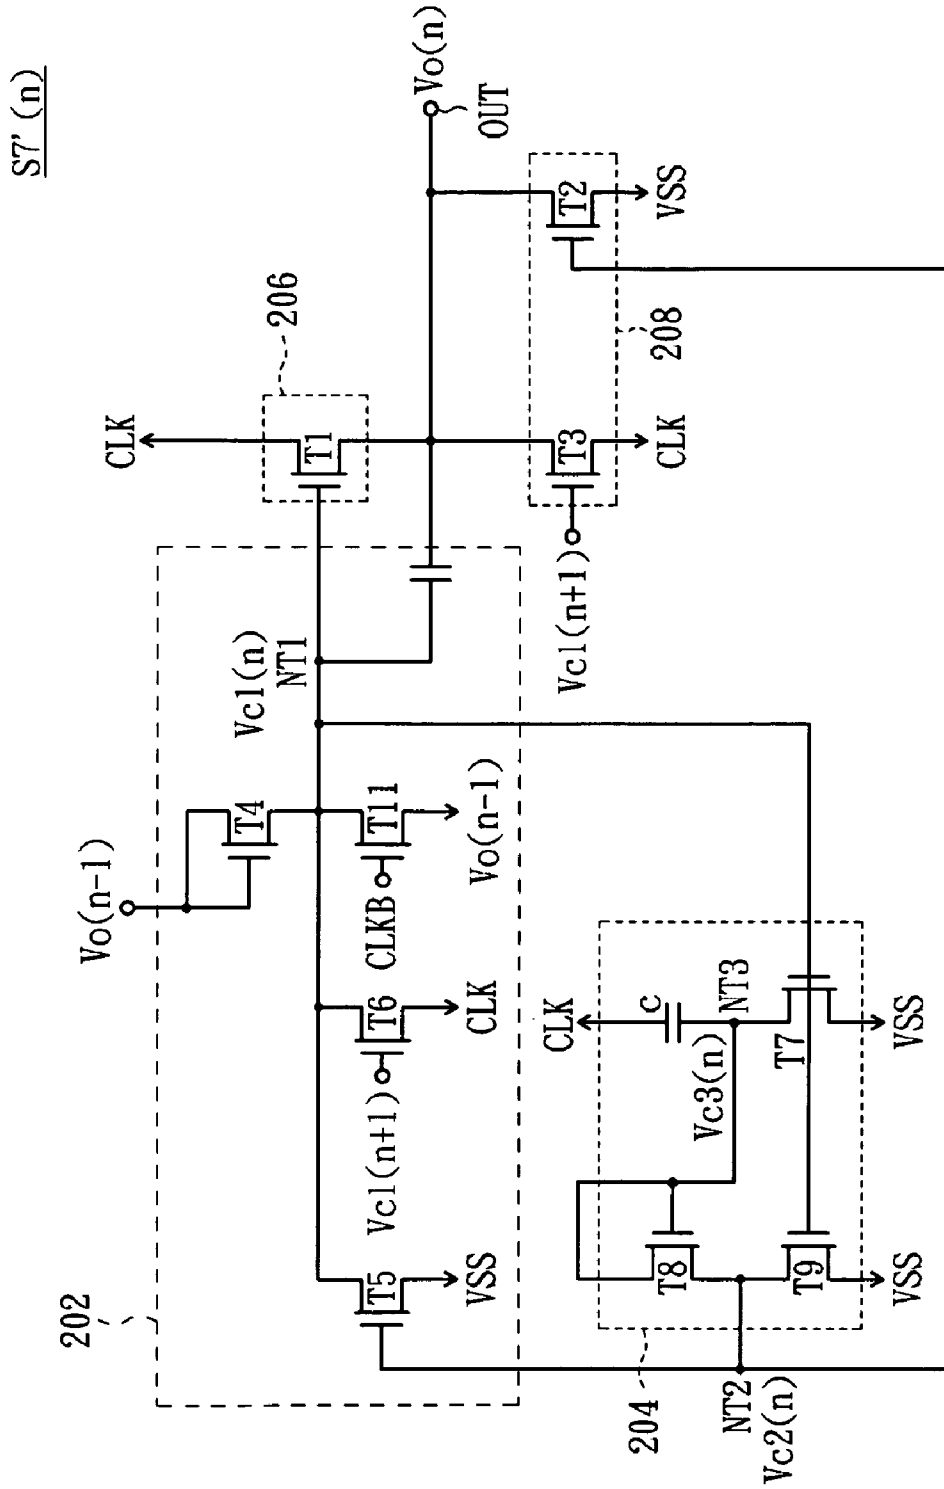 S7'(n)
202
Vo(n-1)
T4
Vc1(n)
NT1
CLK
206
T1
Vo(n)
OUT
T5
VSS
Vc1(n+1)
T6
CLK
CLKB
T11
Vo(n-1)
Vc1(n+1)
T3
CLK
T2
VSS
208
204
CLK
c
NT3
Vc3(n)
T8
T7
T9
VSS
VSS
NT2
Vc2(n)